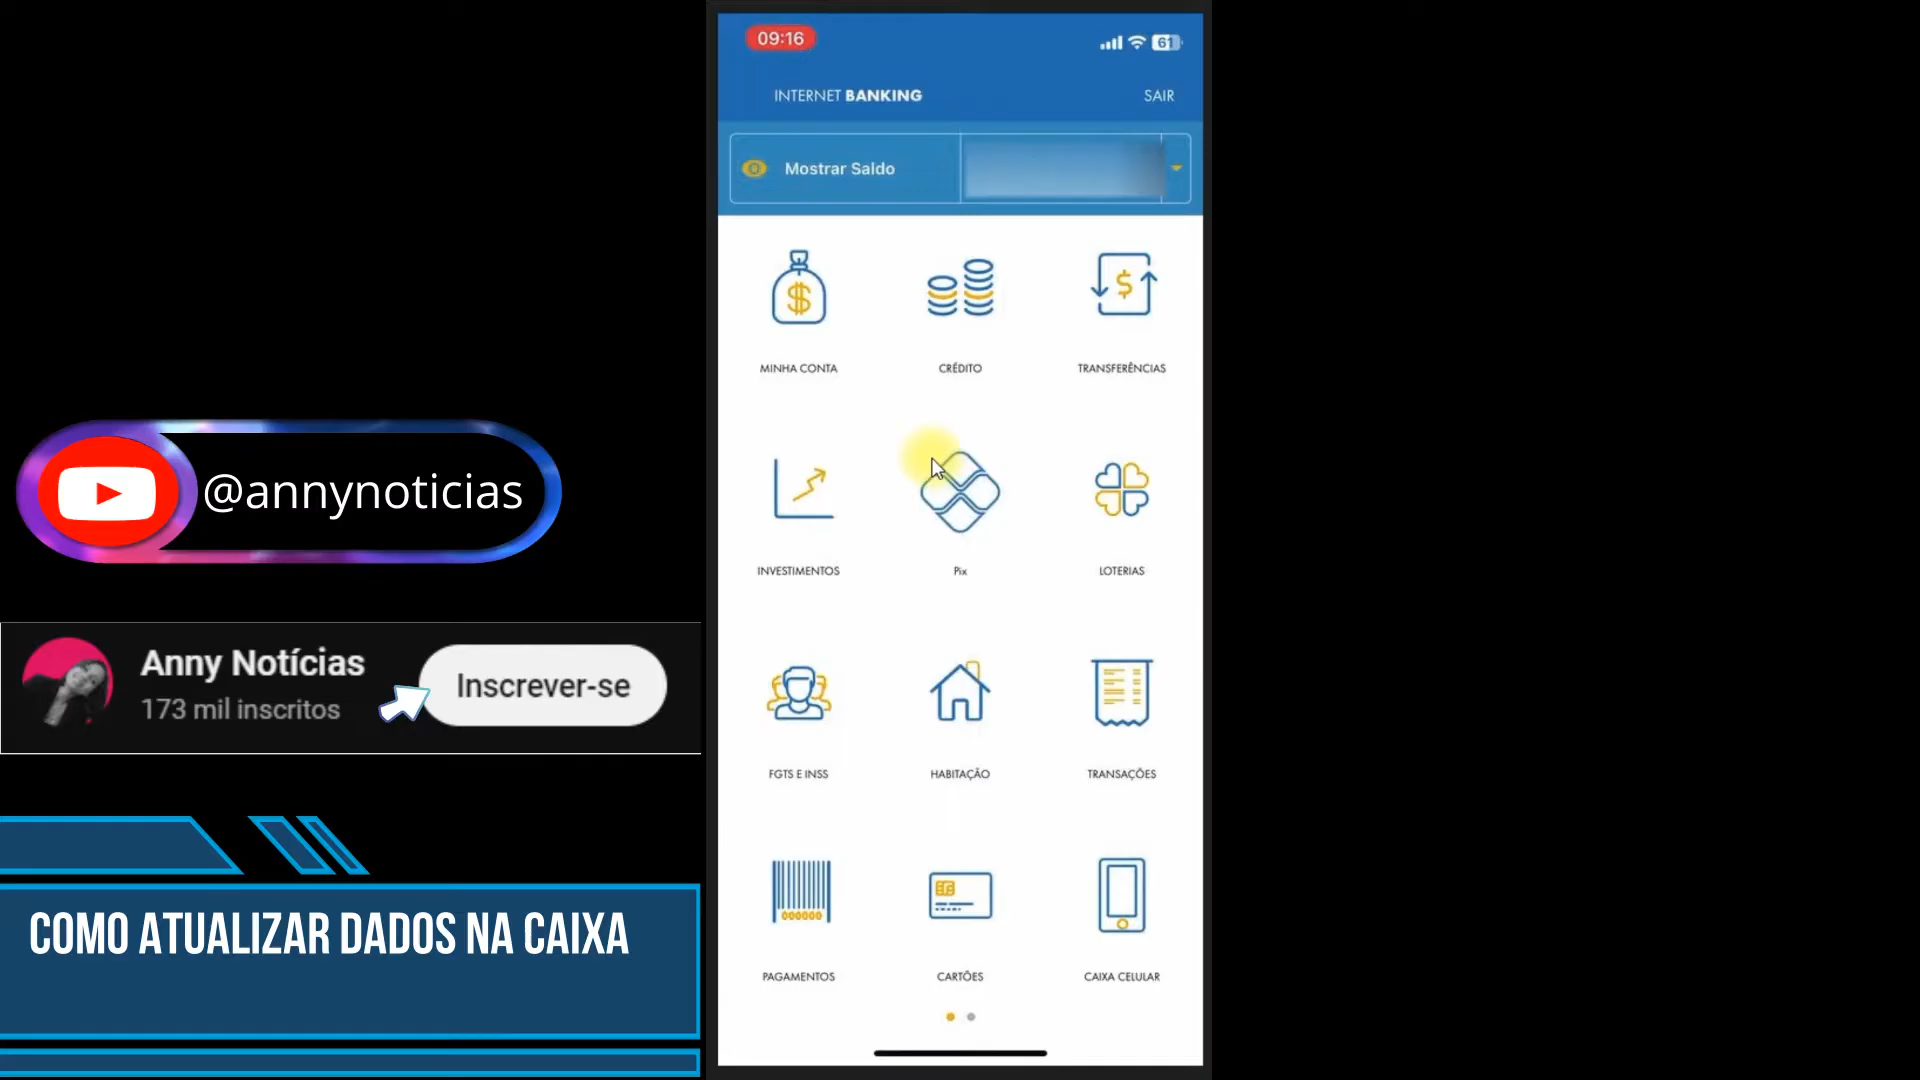 09:16
61
INTERNET BANKING
SAIR
Mostrar Saldo
MINHA CONTA
CRÉDITO
TRANSFERÊNCIAS
INVESTIMENTOS
Pix
LOTERIAS
FGTS E INSS
HABITAÇÃO
TRANSAÇÕES
PAGAMENTOS
CARTÕES
CAIXA CELULAR
@annynoticias
Anny Notícias
173 mil inscritos
Inscrever-se
COMO ATUALIZAR DADOS NA CAIXA